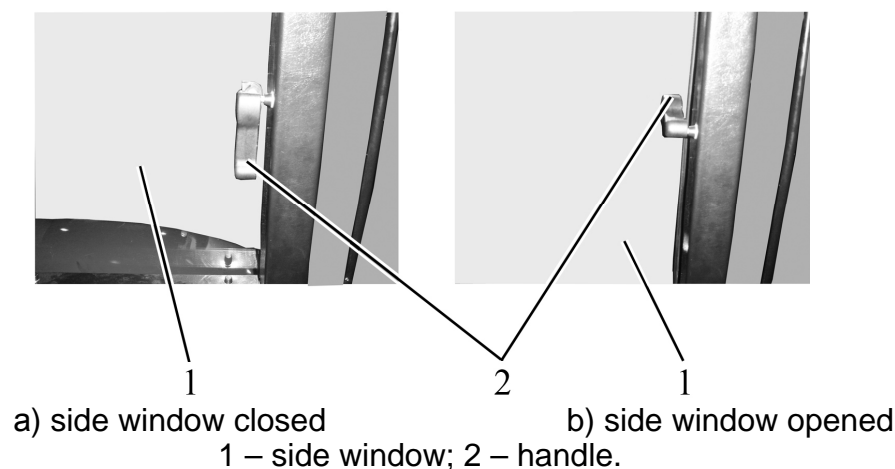 1 2 1
a) side window closed b) side window opened
1 – side window; 2 – handle.